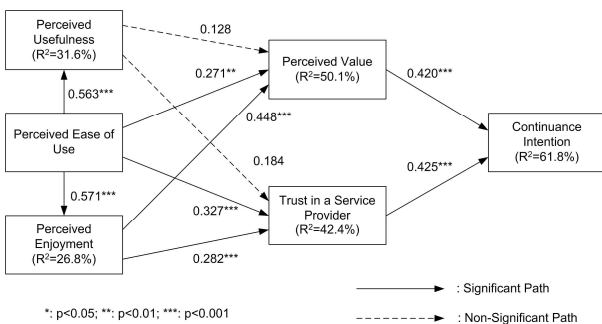 Perceived
Usefulness
(R²=31.6%)
0.128
Perceived Value
(R²=50.1%)
0.271**
0.420***
0.563***
0.448***
Perceived Ease of
Use
Continuance
Intention
(R²=61.8%)
0.184
0.425***
0.571***
0.327***
Trust in a Service
Provider
(R²=42.4%)
Perceived
Enjoyment
(R²=26.8%)
0.282***
: Significant Path
*: p<0.05; **: p<0.01; ***: p<0.001
: Non-Significant Path